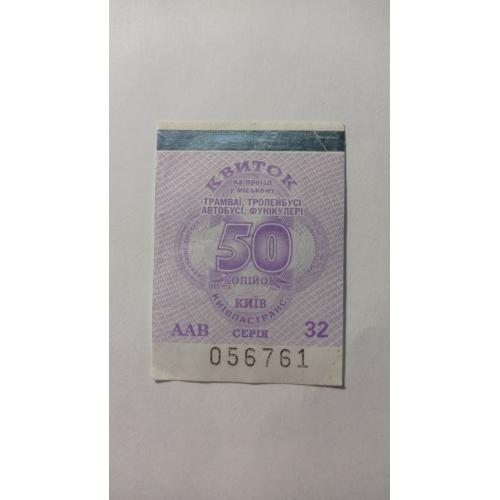 КВИТОК
на проїзд
у міському
ТРАМВАЇ, ТРОЛЕЙБУСІ
АВТОБУСІ, ФУНІКУЛЕРІ
50
КОПІЙОК
КИЇВ
КИЇВПАСТРАНС
ААВ СЕРІЯ 32
056761